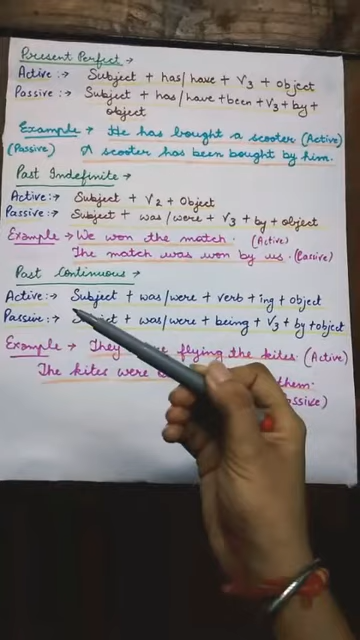 Present Perfect :→
Active :→ Subject + has/have + V3 + object
Passive :→ Subject + has/have + been + V3 + by +
object
Example :→ He has bought a scooter (Active)
(Passive) A scooter has been bought by him.
Past Indefinite :→
Active :→ Subject + V2 + Object
Passive :→ Subject + was/were + V3 + by + object
Example → We won the match. (Active)
The match was won by us. (Passive)
Past Continuous :→
Active :→ Subject + was/were + verb + ing + object
Passive :→ Subject + was/were + being + V3 + by + object
Example → They flying the kites (Active)
The kites were them.